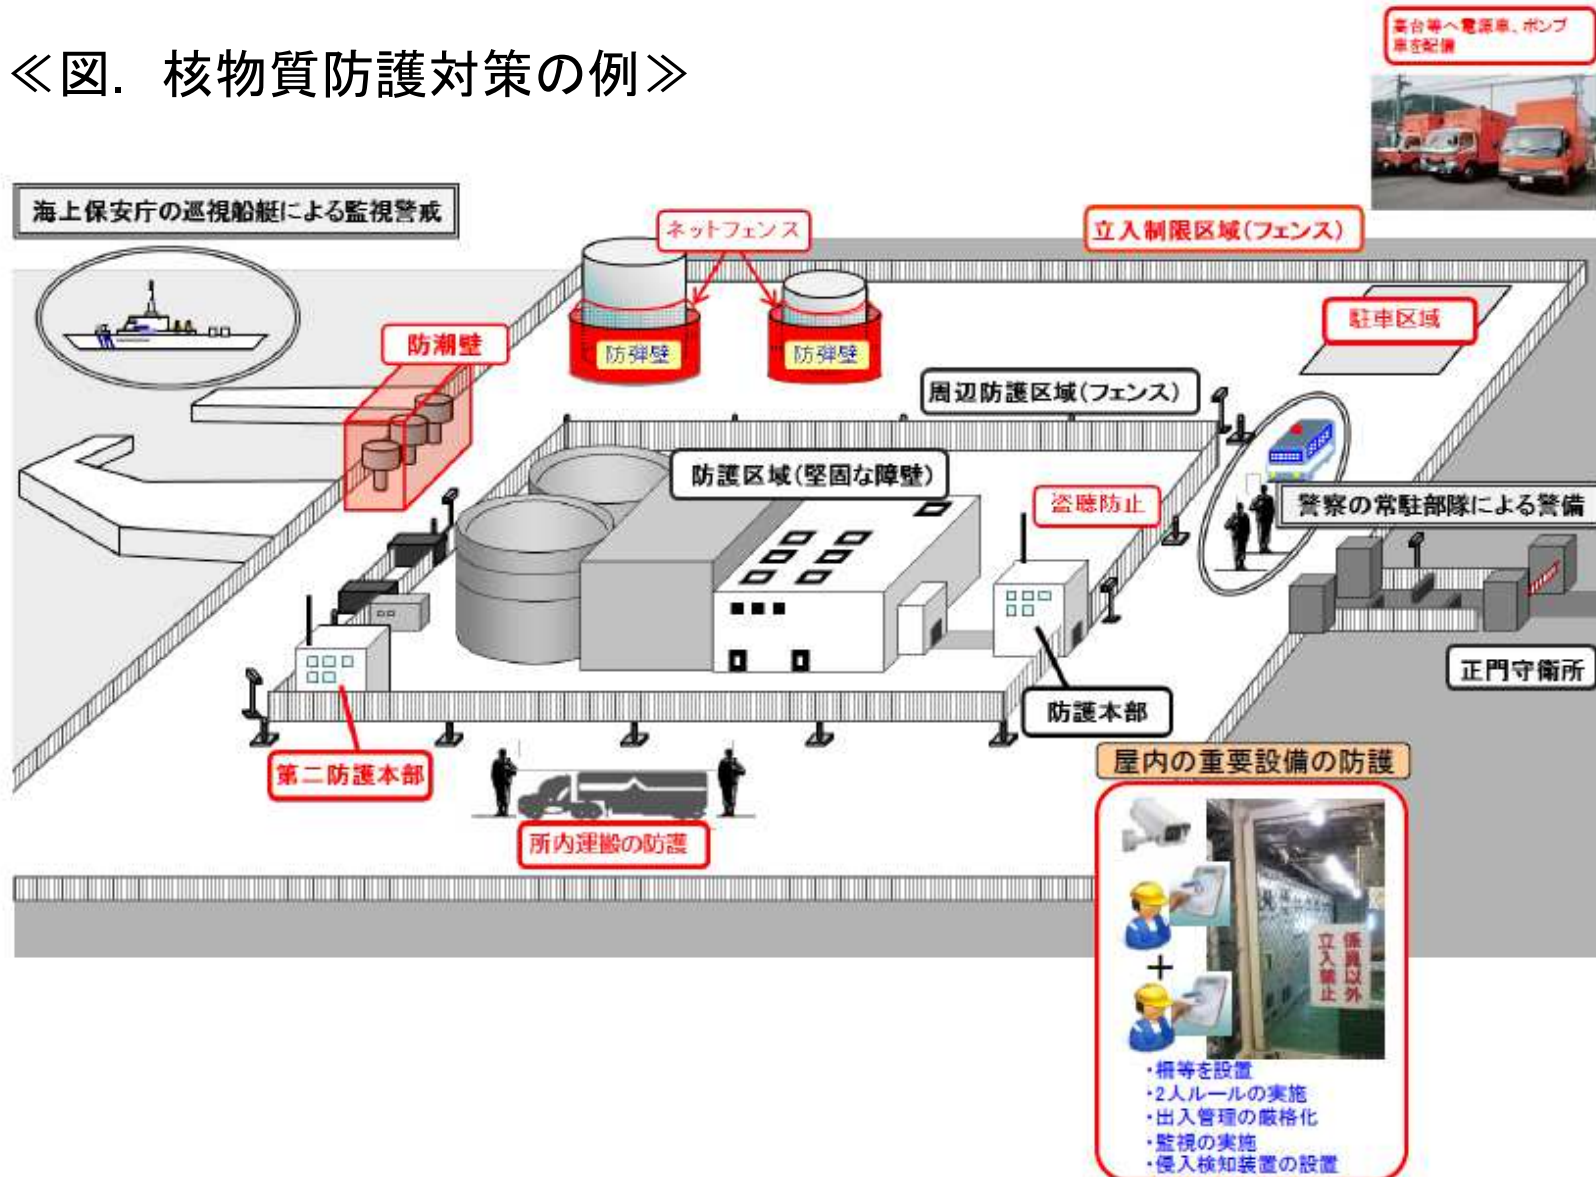 ≪図. 核物質防護対策の例≫
高台等へ電源車、ポンプ
車を配備
海上保安庁の巡視船艇による監視警戒
ネットフェンス
立入制限区域(フェンス)
防潮壁
防弾壁
防弾壁
駐車区域
周辺防護区域(フェンス)
防護区域(堅固な障壁)
盗聴防止
警察の常駐部隊による警備
正門守衛所
防護本部
第二防護本部
所内運搬の防護
屋内の重要設備の防護
係員以外
立入禁止
・柵等を設置
・2人ルールの実施
・出入管理の厳格化
・監視の実施
・侵入検知装置の設置